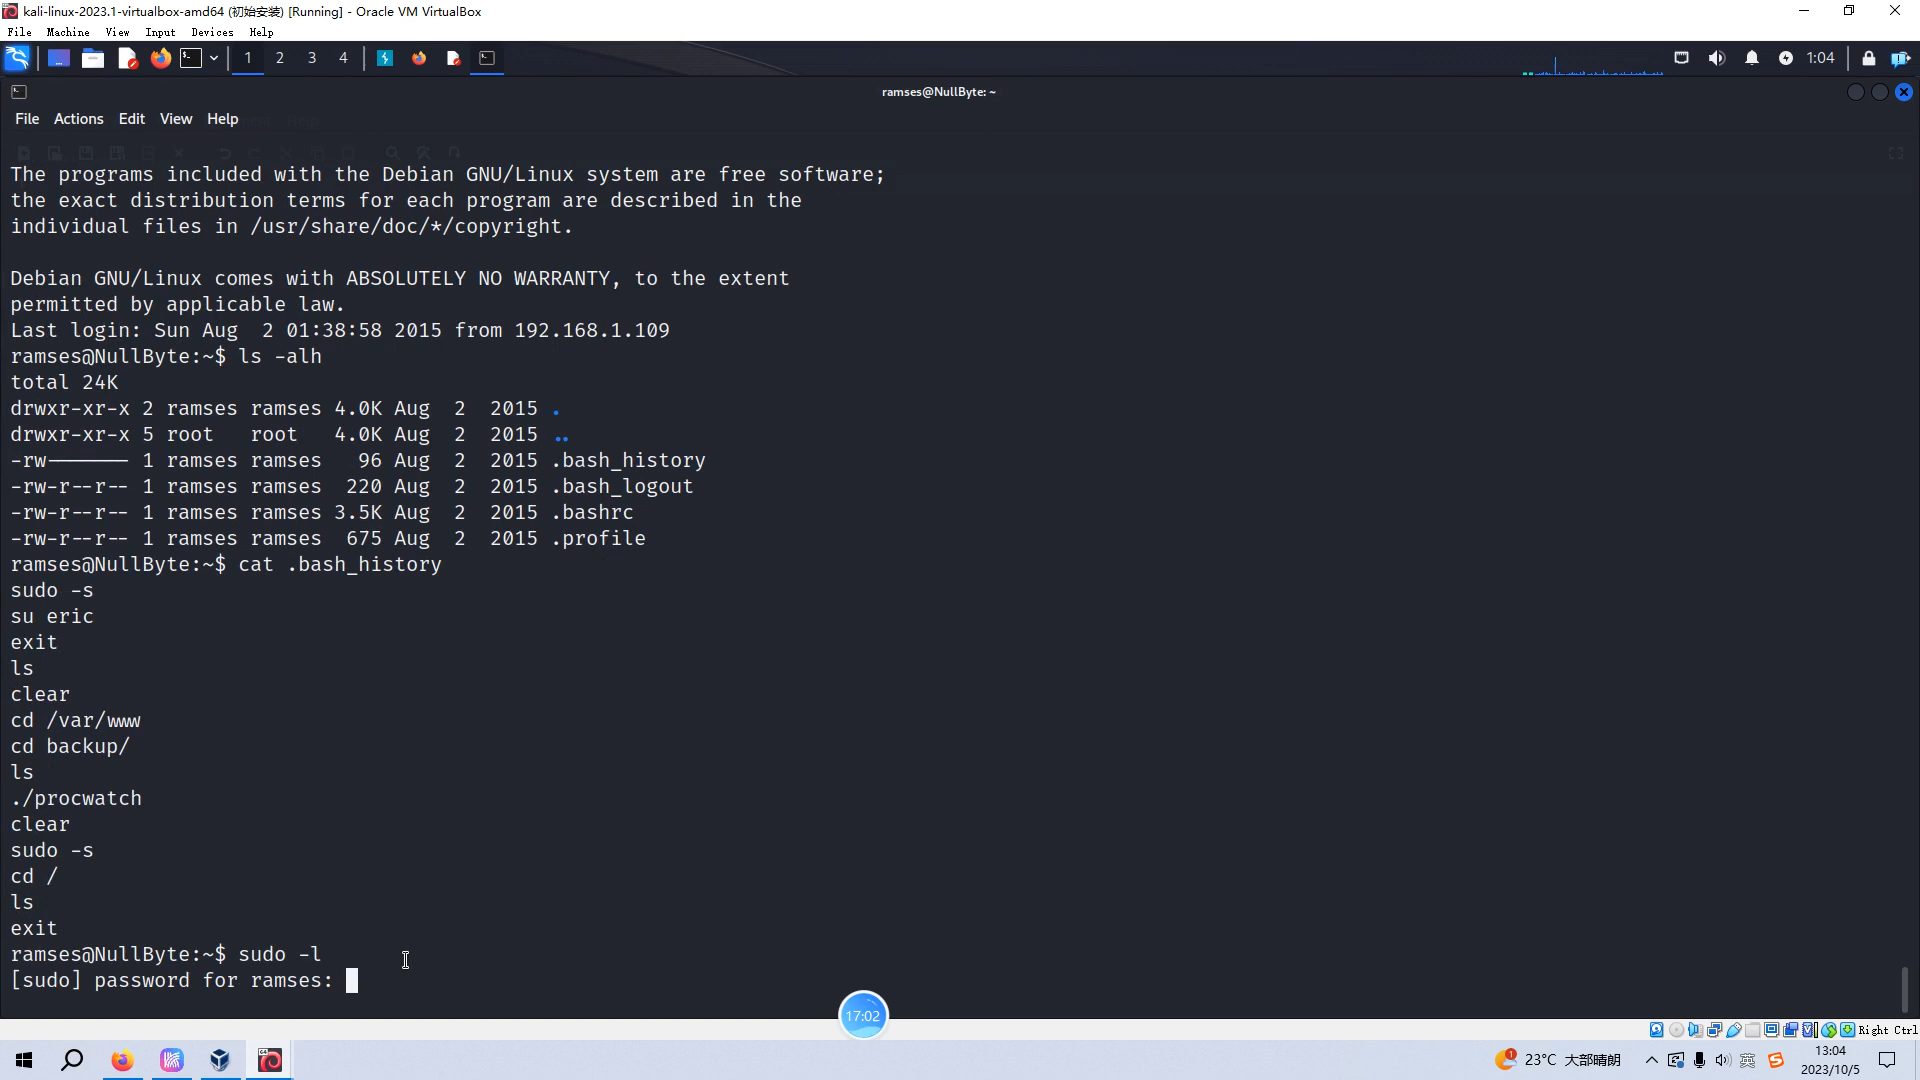 kali-linux-2023.1-virtualbox-amd64 (初始安装) [Running] - Oracle VM VirtualBox
File Machine View Input Devices Help
1 2 3 4 1:04
ramses@NullByte: ~
File Actions Edit View Help
The programs included with the Debian GNU/Linux system are free software;
the exact distribution terms for each program are described in the
individual files in /usr/share/doc/*/copyright.
Debian GNU/Linux comes with ABSOLUTELY NO WARRANTY, to the extent
permitted by applicable law.
Last login: Sun Aug  2 01:38:58 2015 from 192.168.1.109
ramses@NullByte:~$ ls -alh
total 24K
drwxr-xr-x 2 ramses ramses 4.0K Aug  2  2015 .
drwxr-xr-x 5 root   root   4.0K Aug  2  2015 ..
-rw------- 1 ramses ramses   96 Aug  2  2015 .bash_history
-rw-r--r-- 1 ramses ramses  220 Aug  2  2015 .bash_logout
-rw-r--r-- 1 ramses ramses 3.5K Aug  2  2015 .bashrc
-rw-r--r-- 1 ramses ramses  675 Aug  2  2015 .profile
ramses@NullByte:~$ cat .bash_history
sudo -s
su eric
exit
ls
clear
cd /var/www
cd backup/
ls
./procwatch
clear
sudo -s
cd /
ls
exit
ramses@NullByte:~$ sudo -l
[sudo] password for ramses:
17:02
Right Ctrl
23°C 大部晴朗 英 13:04
2023/10/5